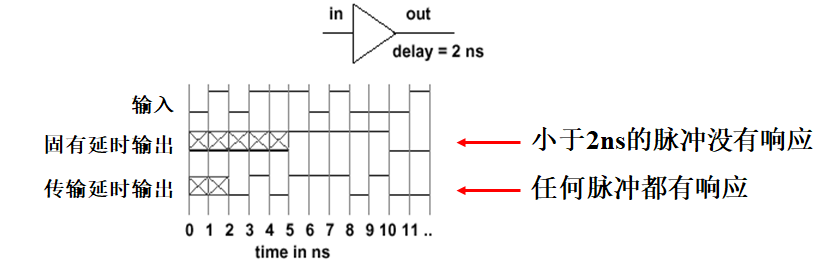 in out
delay = 2 ns
输入
固有延时输出
小于2ns的脉冲没有响应
传输延时输出
任何脉冲都有响应
0 1 2 3 4 5 6 7 8 9 10 11 ..
time in ns